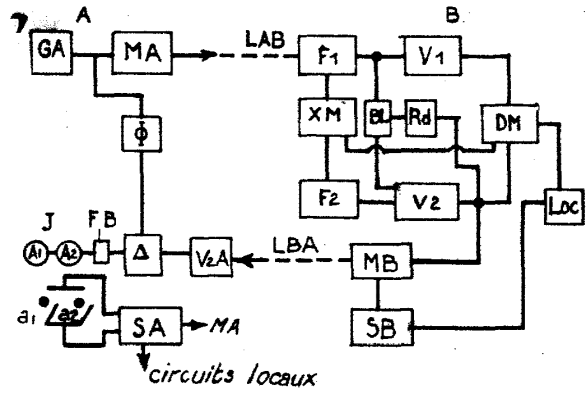 A B
GA MA LAB F1 V1
XM BL Rd DM
Φ
F2 V2 LOC
J FB
A1 A2 Δ V2A LBA MB
a1 a2 SA MA SB
circuits locaux